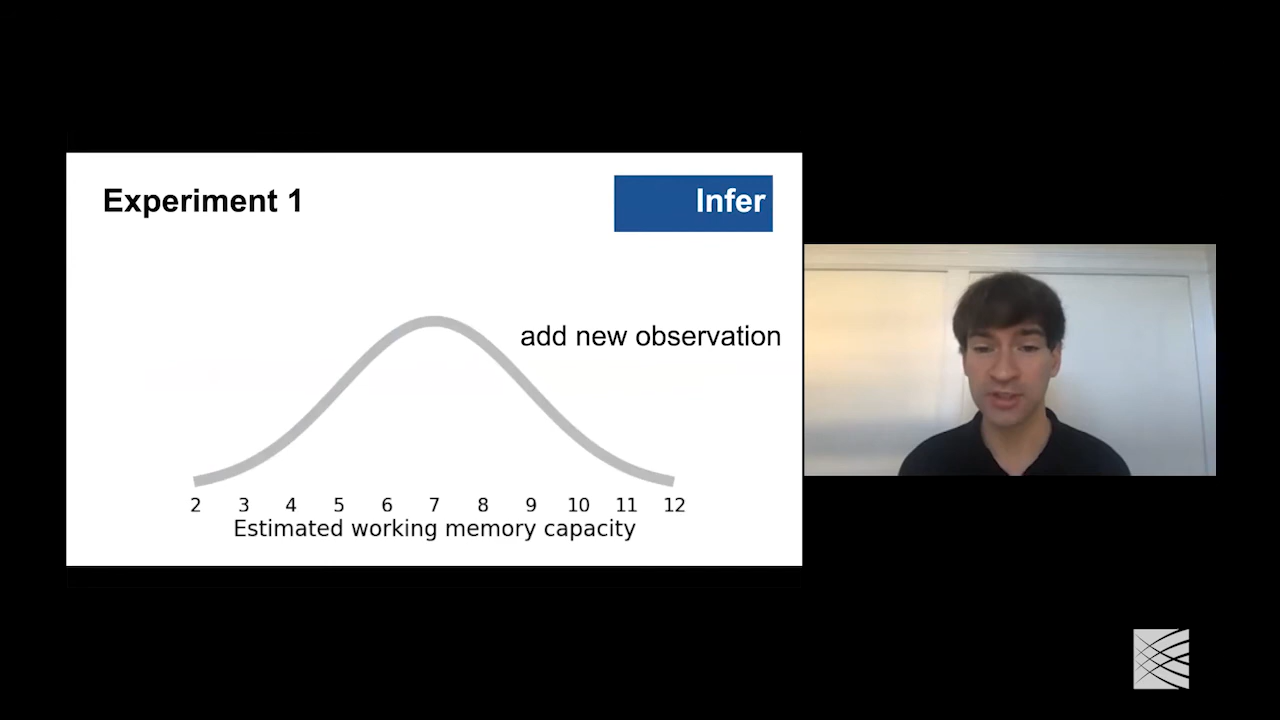 Experiment 1
Infer
add new observation
2 3 4 5 6 7 8 9 10 11 12
Estimated working memory capacity